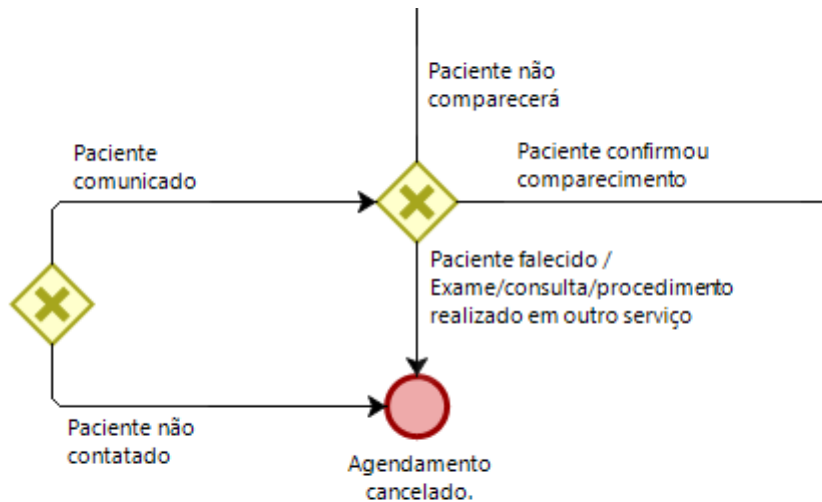 Paciente não
comparecerá
Paciente
comunicado
Paciente confirmou
comparecimento
Paciente falecido /
Exame/consulta/procedimento
realizado em outro serviço
Paciente não
contatado
Agendamento
cancelado.